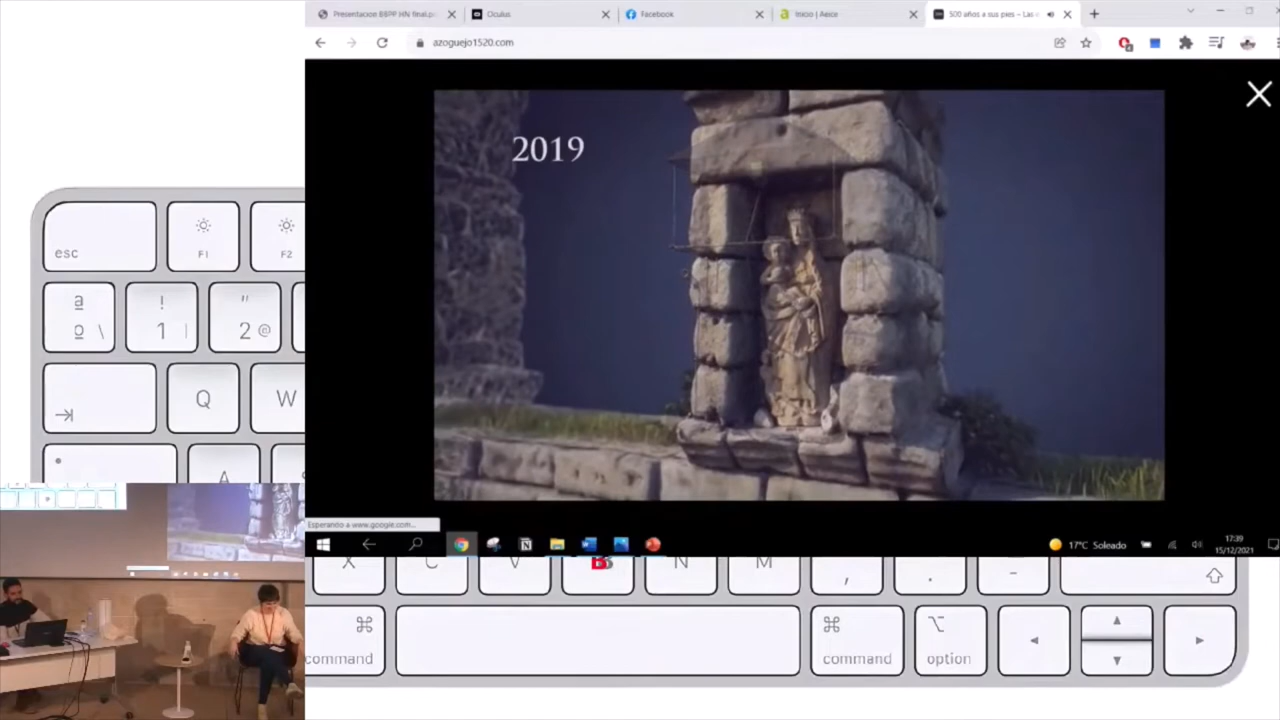 Presentacion BBPP HN final.p
Oculus
Facebook
Inicio | Aeice
500 años a sus pies – Las
azoguejo1520.com
2019
esc
F1
F2
a
o \
!
1 |
"
2 @
Q
W
A
Esperando a www.google.com...
17°C Soleado
17:39
15/12/2021
X
C
V
B
N
M
,
.
-
command
command
option